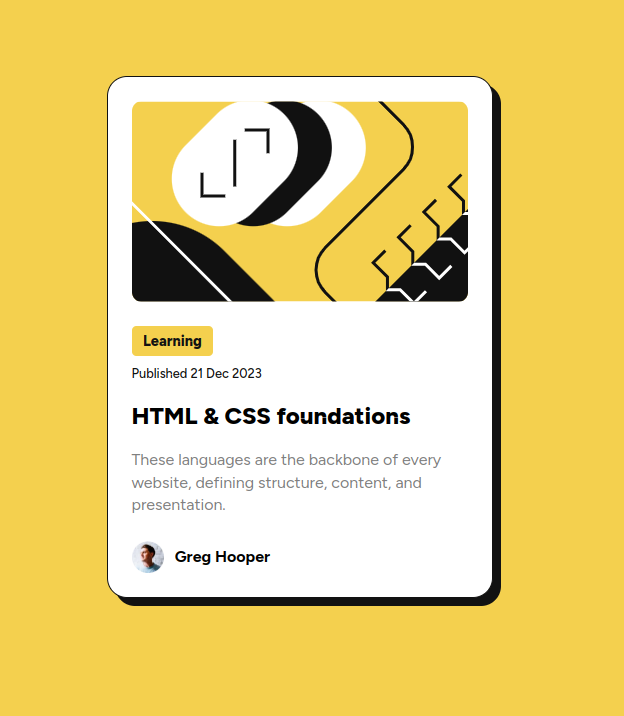 Learning
Published 21 Dec 2023
HTML & CSS foundations
These languages are the backbone of every
website, defining structure, content, and
presentation.
Greg Hooper